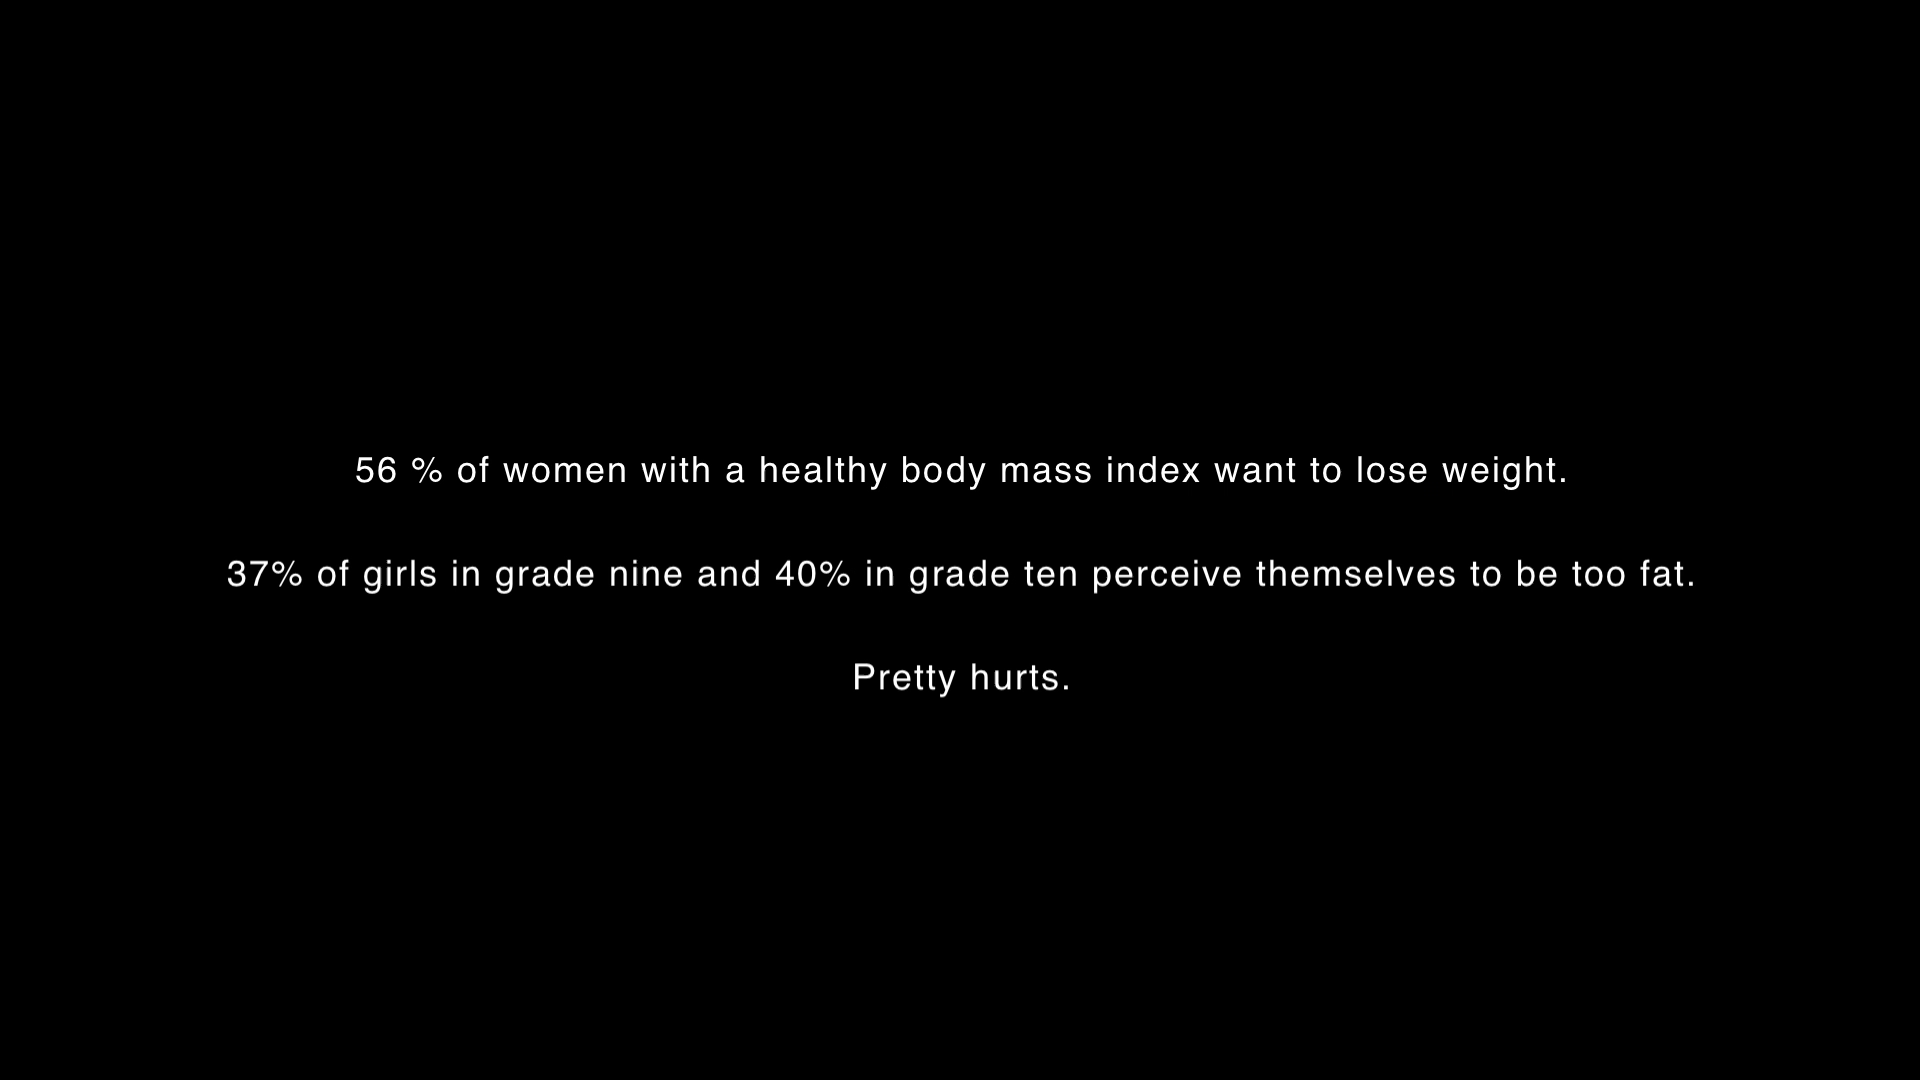 56 % of women with a healthy body mass index want to lose weight.
37% of girls in grade nine and 40% in grade ten perceive themselves to be too fat.
Pretty hurts.